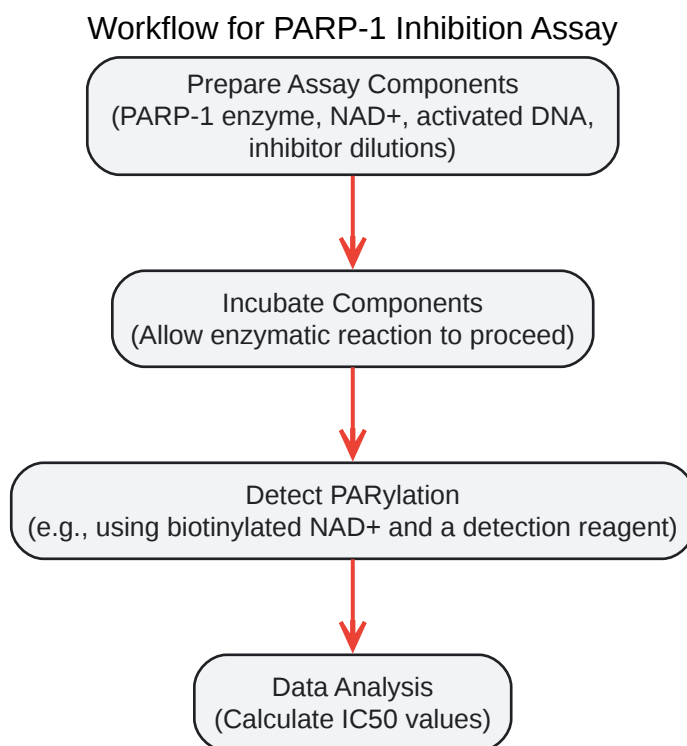 Workflow for PARP-1 Inhibition Assay
Prepare Assay Components
(PARP-1 enzyme, NAD+, activated DNA,
inhibitor dilutions)
Incubate Components
(Allow enzymatic reaction to proceed)
Detect PARylation
(e.g., using biotinylated NAD+ and a detection reagent)
Data Analysis
(Calculate IC50 values)